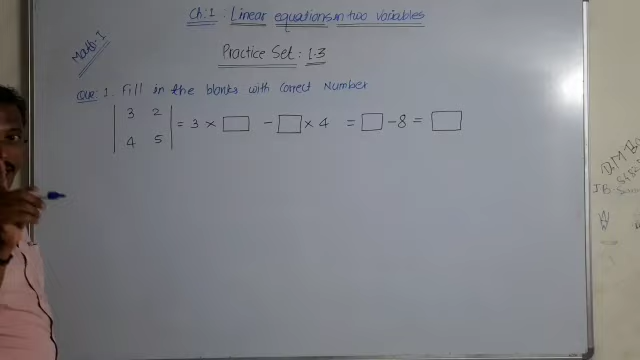 Ch:1 : Linear equations in two variables
Math-I
Practice Set: 1.3
Que: 1. Fill in the blanks with Correct Number
3 2
= 3 × □ - □ × 4 = □ - 8 = □
4 5